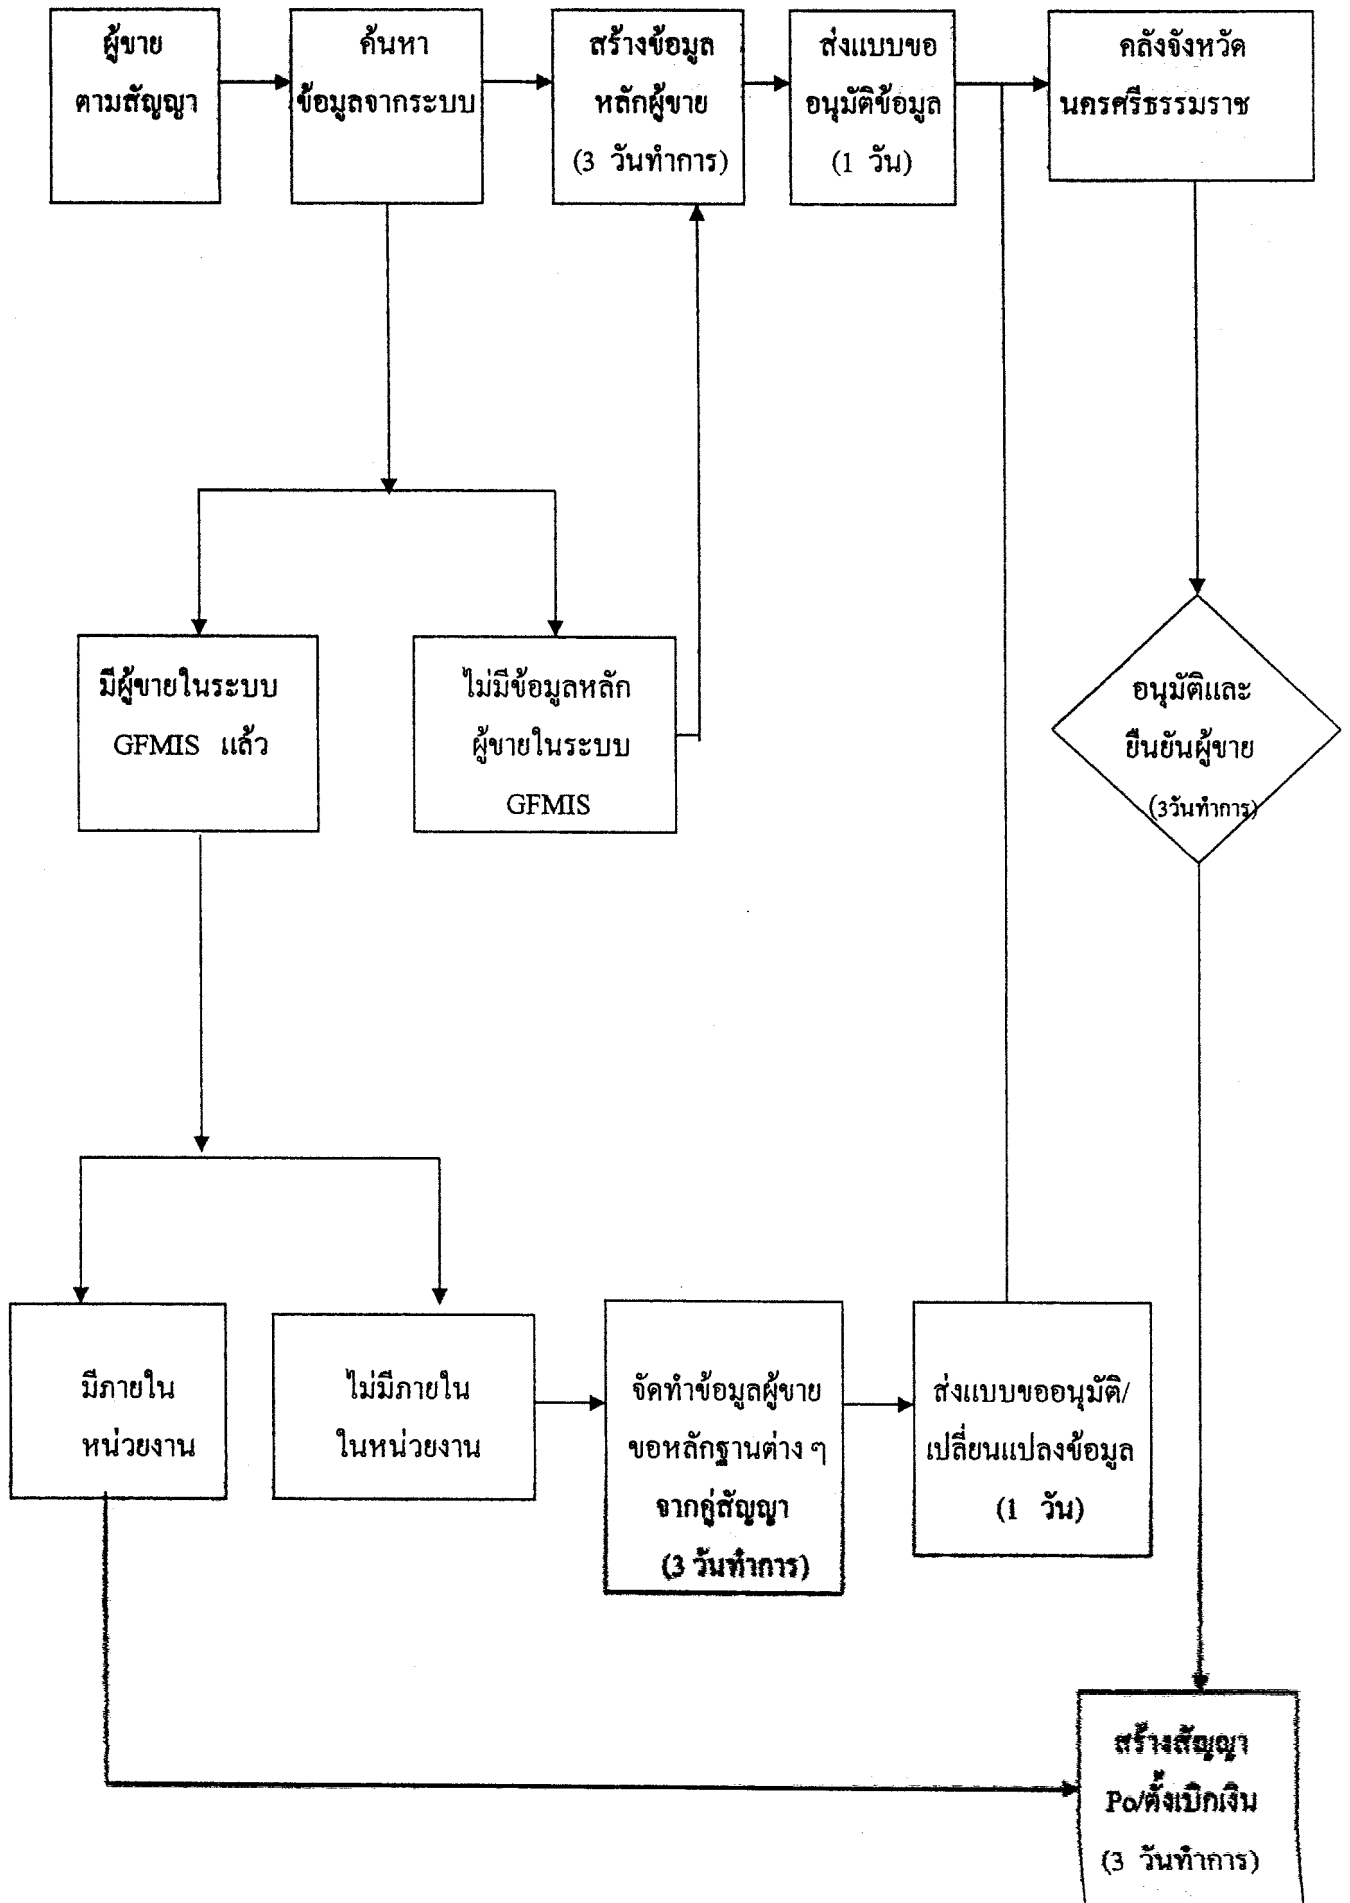 ผู้ขาย
ตามสัญญา
ค้นหา
ข้อมูลจากระบบ
สร้างข้อมูล
หลักผู้ขาย
(3 วันทำการ)
ส่งแบบขอ
อนุมัติข้อมูล
(1 วัน)
คลังจังหวัด
นครศรีธรรมราช
มีผู้ขายในระบบ
GFMIS แล้ว
ไม่มีข้อมูลหลัก
ผู้ขายในระบบ
GFMIS
อนุมัติและ
ยืนยันผู้ขาย
(3วันทำการ)
มีภายใน
หน่วยงาน
ไม่มีภายใน
ในหน่วยงาน
จัดทำข้อมูลผู้ขาย
ขอหลักฐานต่าง ๆ
จากคู่สัญญา
(3 วันทำการ)
ส่งแบบขออนุมัติ/
เปลี่ยนแปลงข้อมูล
(1 วัน)
สร้างสัญญา
Po/ตั้งเบิกเงิน
(3 วันทำการ)